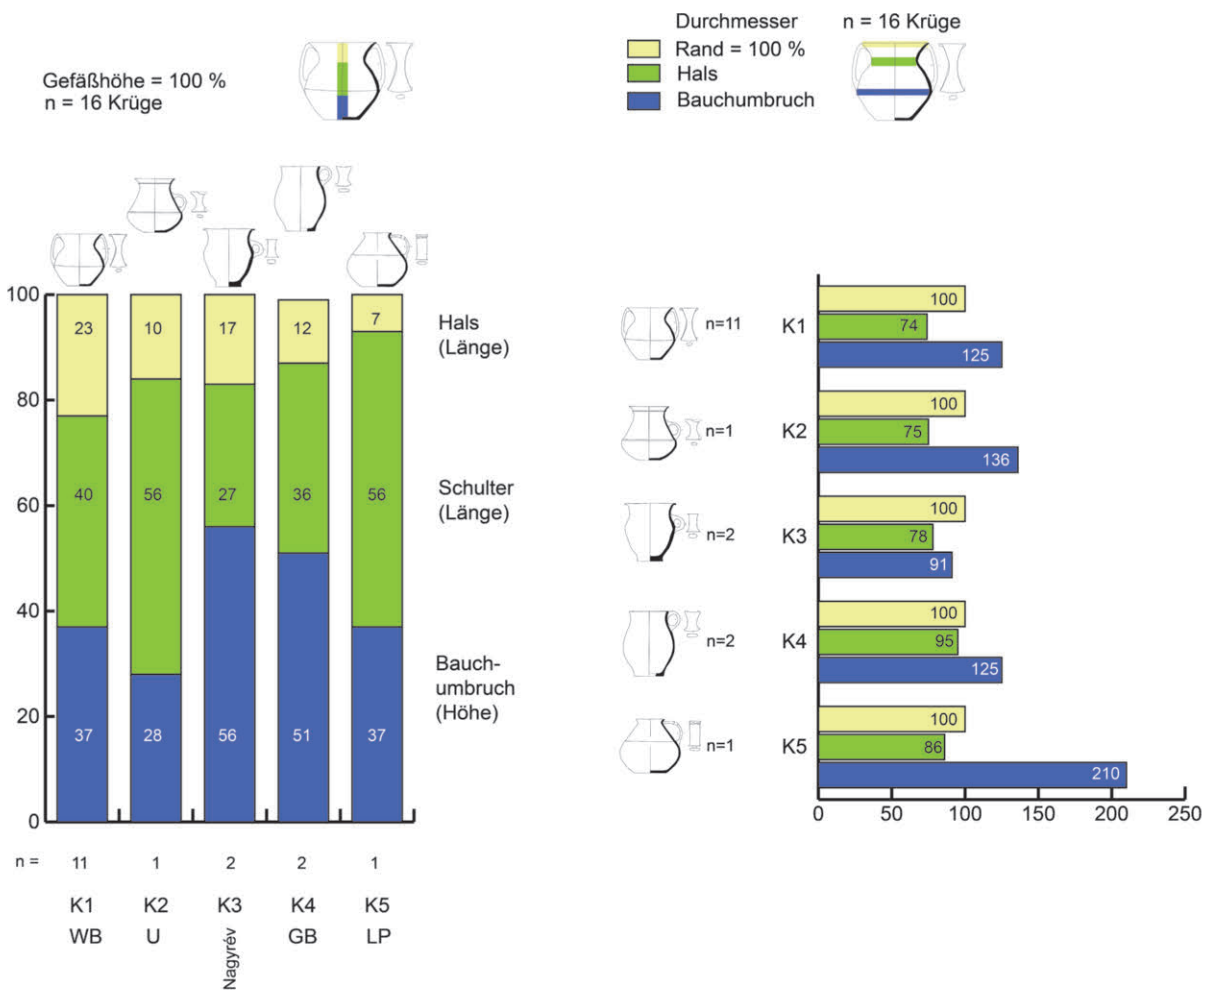 Gefäßhöhe = 100 %
n = 16 Krüge
100
80
60
40
20
0
23
10
17
12
7
40
56
27
36
56
37
28
56
51
37
Hals
(Länge)
Schulter
(Länge)
Bauch-
umbruch
(Höhe)
n = 11 1 2 2 1
K1 K2 K3 K4 K5
WB U Nagyrév GB LP
Durchmesser n = 16 Krüge
Rand = 100 %
Hals
Bauchumbruch
n=11 K1
100
74
125
n=1 K2
100
75
136
n=2 K3
100
78
91
n=2 K4
100
95
125
n=1 K5
100
86
210
0 50 100 150 200 250